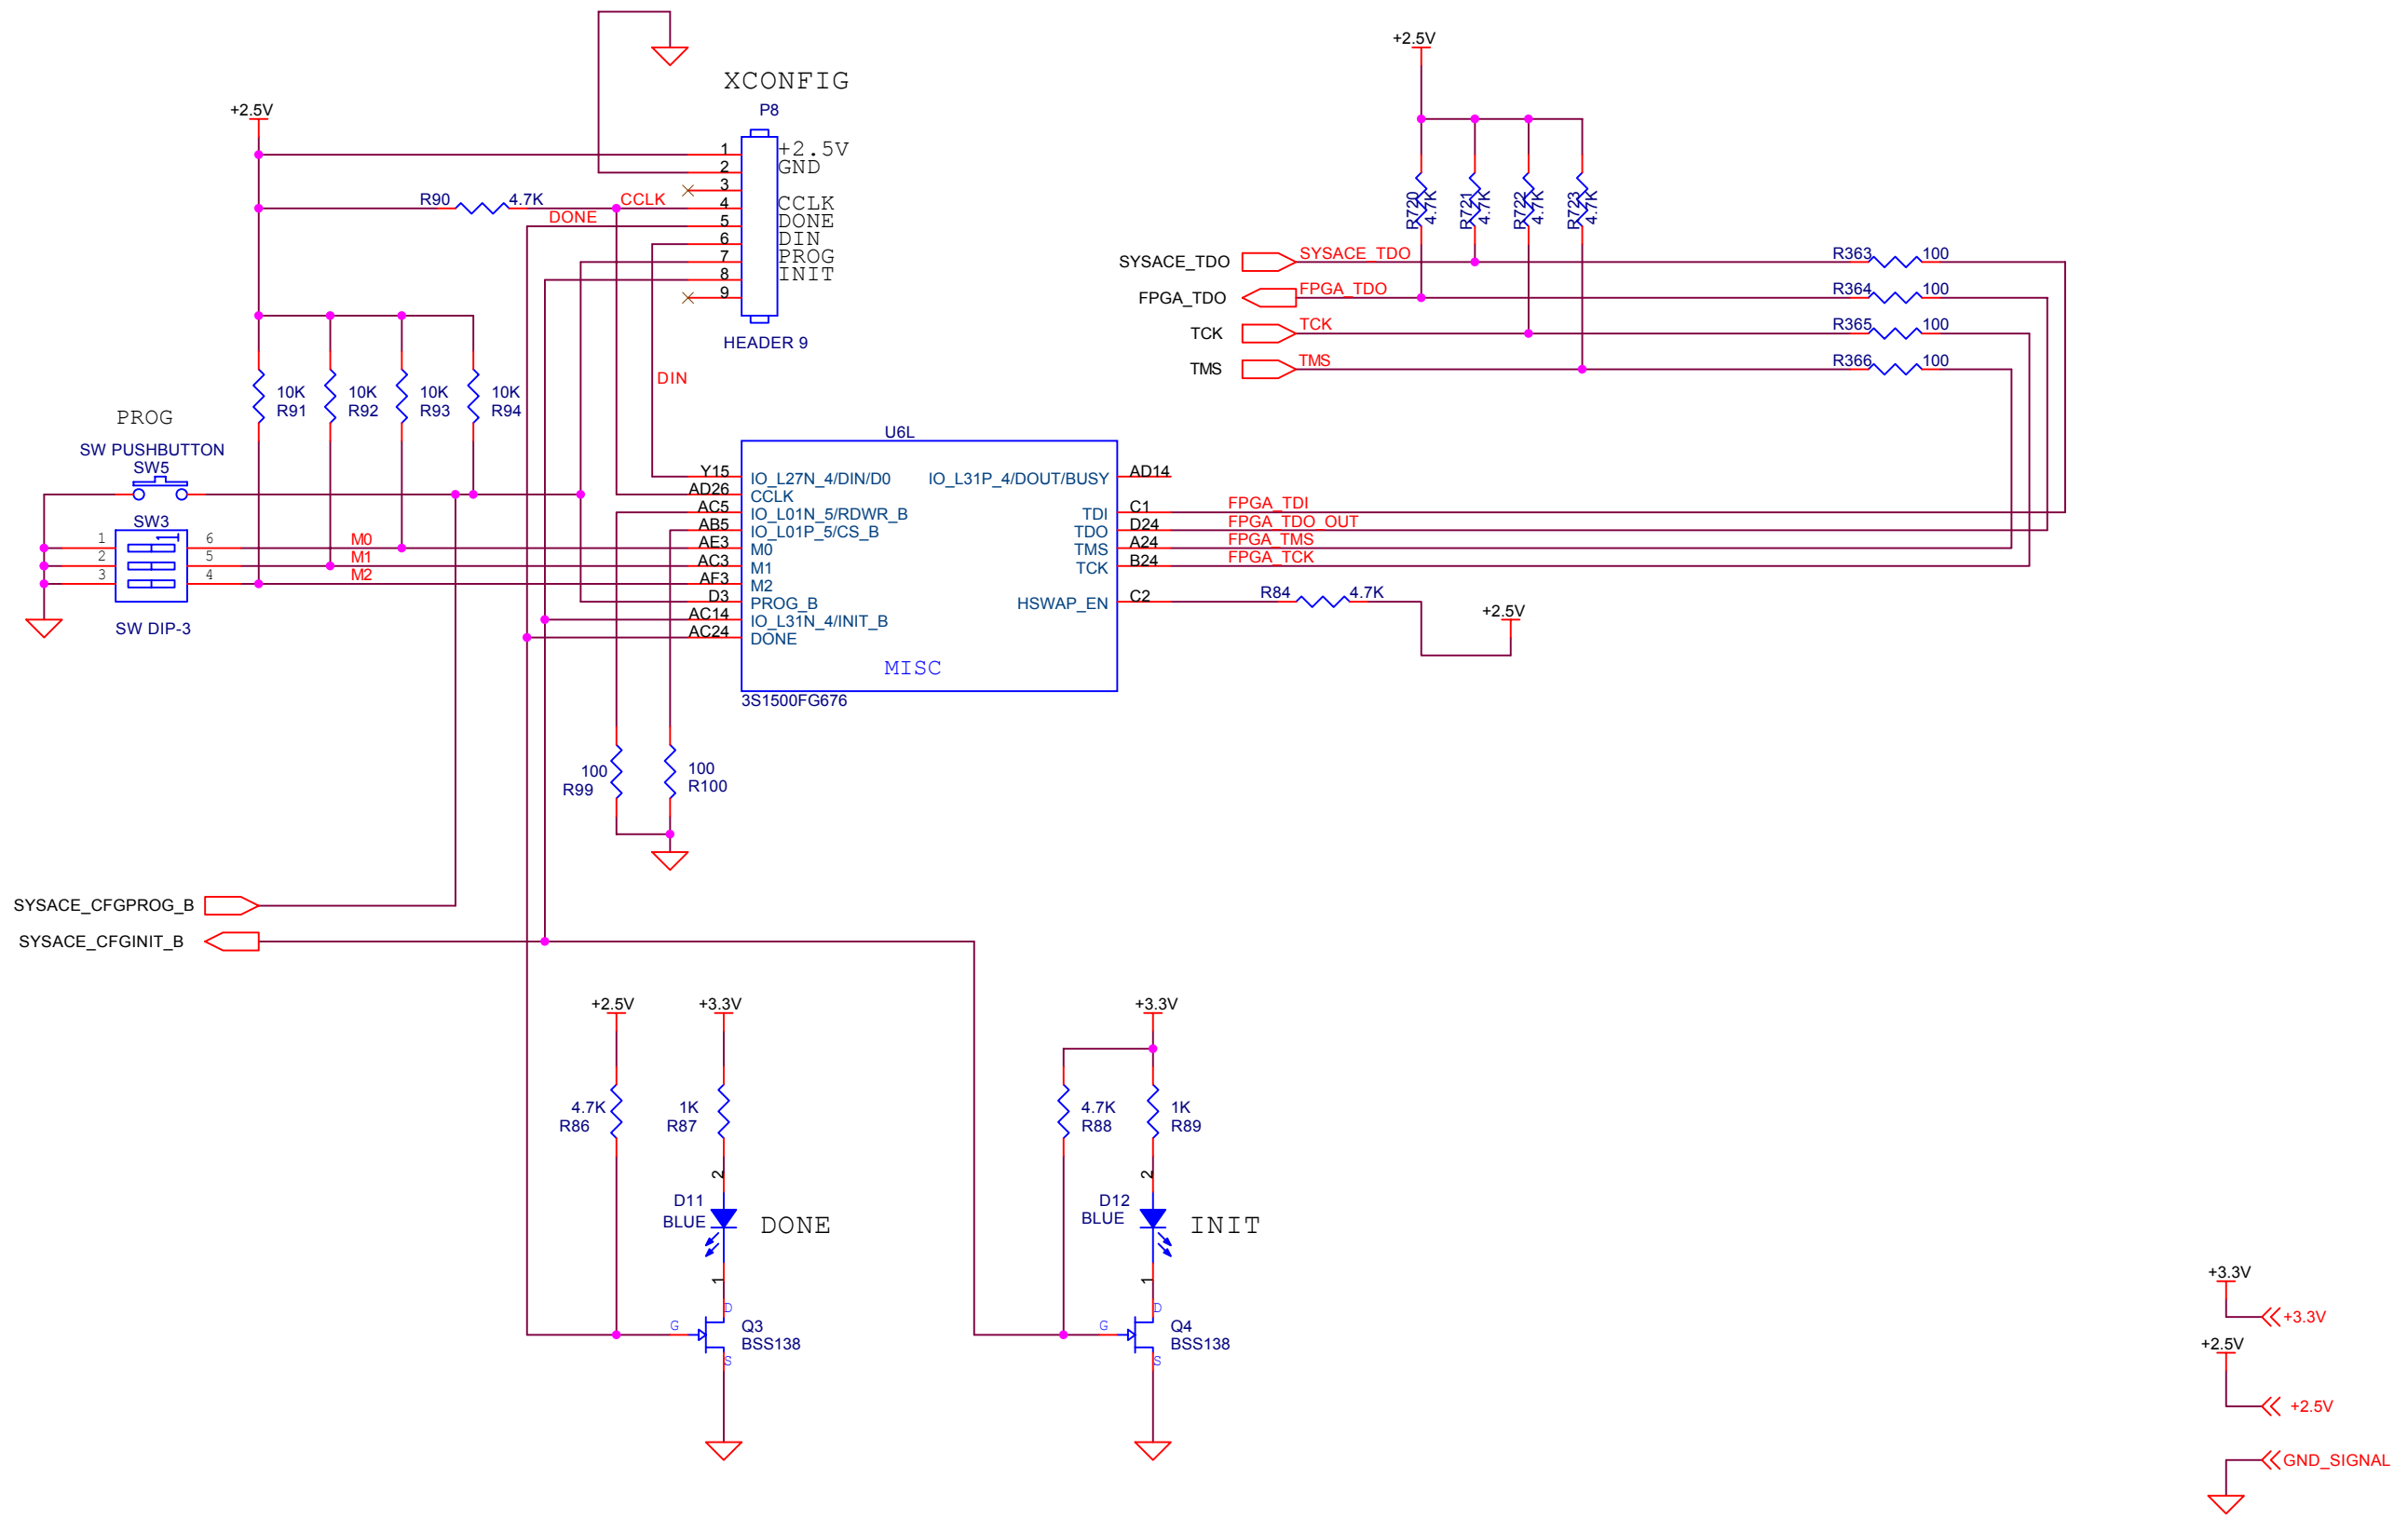 XCONFIG
P8
+2.5V
1 +2.5V
2 GND
3
R90 4.7K CCLK 4 CCLK
DONE 5 DONE
6 DIN
7 PROG
8 INIT
9
HEADER 9
DIN
10K R91
10K R92
10K R93
10K R94
PROG
SW PUSHBUTTON
SW5
SW3
1 6 M0
2 5 M1
3 4 M2
1
SW DIP-3
+2.5V
R720 4.7K
R721 4.7K
R722 4.7K
R723 4.7K
SYSACE_TDO SYSACE_TDO R363 100
FPGA_TDO FPGA_TDO R364 100
TCK TCK R365 100
TMS TMS R366 100
U6L
Y15 IO_L27N_4/DIN/D0
AD26 CCLK
AC5 IO_L01N_5/RDWR_B
AB5 IO_L01P_5/CS_B
AE3 M0
AC3 M1
AF3 M2
D3 PROG_B
AC14 IO_L31N_4/INIT_B
AC24 DONE
IO_L31P_4/DOUT/BUSY AD14
TDI C1 FPGA_TDI
TDO D24 FPGA_TDO_OUT
TMS A24 FPGA_TMS
TCK B24 FPGA_TCK
HSWAP_EN C2 R84 4.7K
+2.5V
MISC
3S1500FG676
100
R99
100
R100
SYSACE_CFGPROG_B
SYSACE_CFGINIT_B
+2.5V
+3.3V
4.7K
R86
1K
R87
2
D11
BLUE
DONE
1
D
G
S
Q3
BSS138
+3.3V
4.7K
R88
1K
R89
2
D12
BLUE
INIT
1
D
G
S
Q4
BSS138
+3.3V
+3.3V
+2.5V
+2.5V
GND_SIGNAL